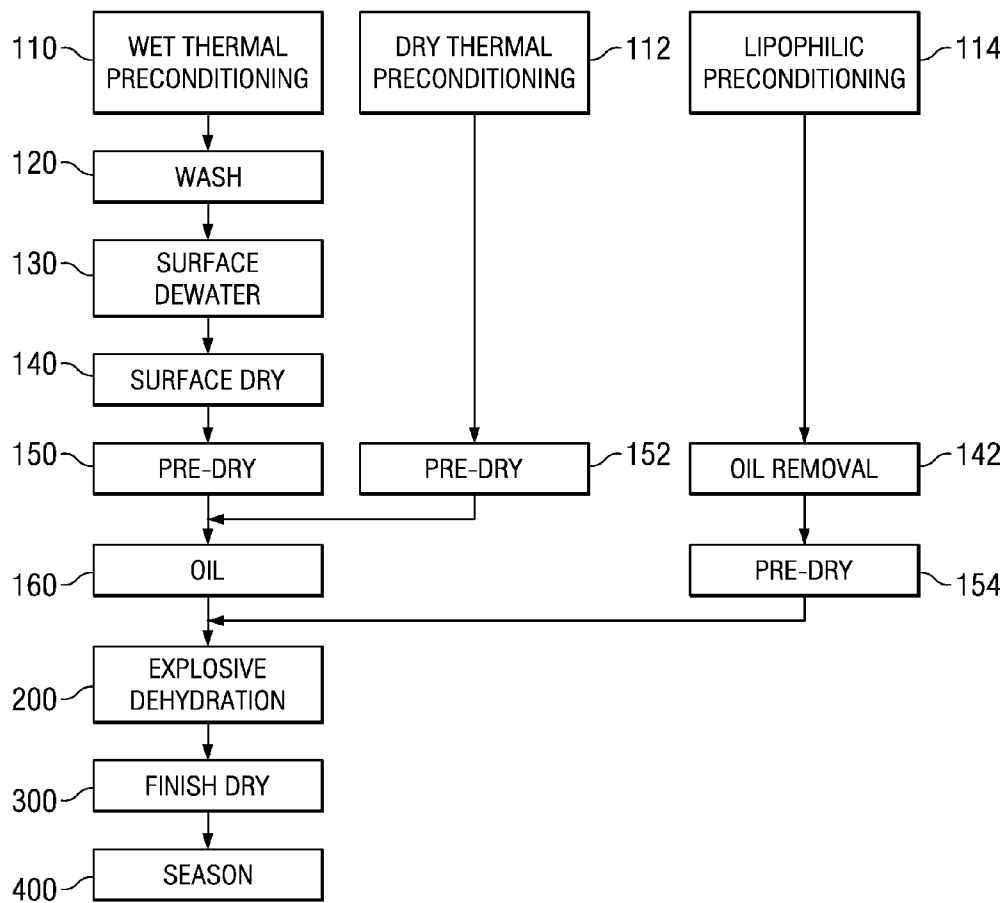 110
WET THERMAL
PRECONDITIONING
DRY THERMAL
PRECONDITIONING
112
LIPOPHILIC
PRECONDITIONING
114
120
WASH
130
SURFACE
DEWATER
140
SURFACE DRY
150
PRE-DRY
PRE-DRY
152
OIL REMOVAL
142
160
OIL
PRE-DRY
154
200
EXPLOSIVE
DEHYDRATION
300
FINISH DRY
400
SEASON